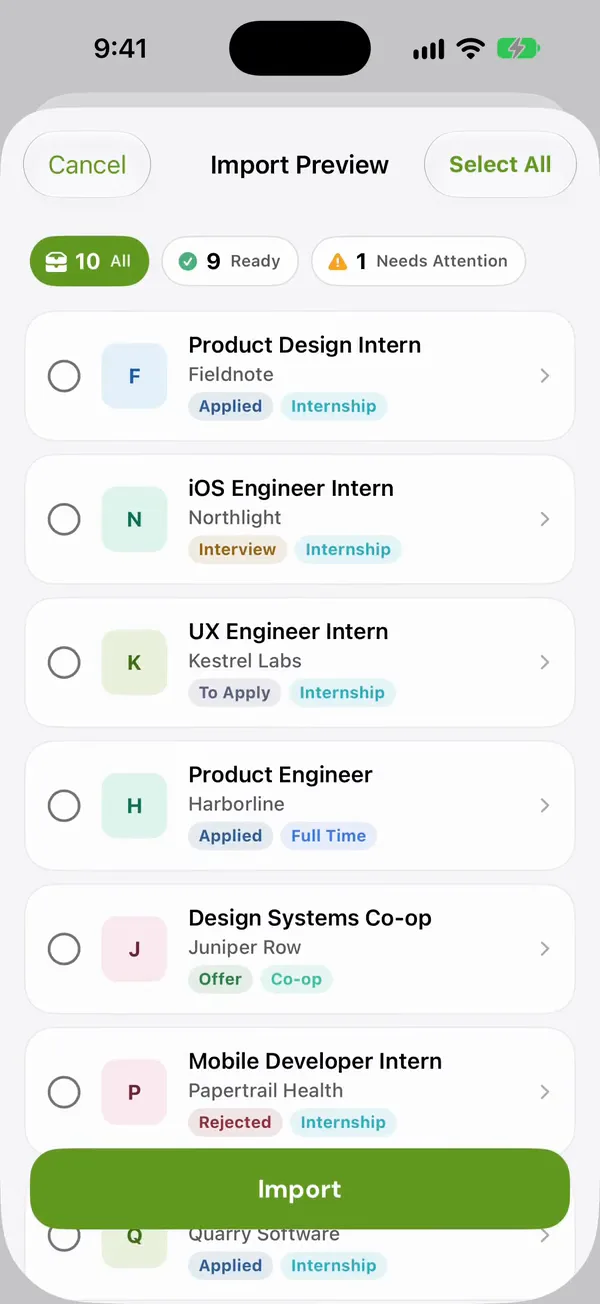 9:41
Cancel Import Preview Select All
10 All 9 Ready 1 Needs Attention
Product Design Intern
F Fieldnote
Applied Internship
iOS Engineer Intern
N Northlight
Interview Internship
UX Engineer Intern
K Kestrel Labs
To Apply Internship
Product Engineer
H Harborline
Applied Full Time
Design Systems Co-op
J Juniper Row
Offer Co-op
Mobile Developer Intern
P Papertrail Health
Rejected Internship
Import
Q Quarry Software
Applied Internship